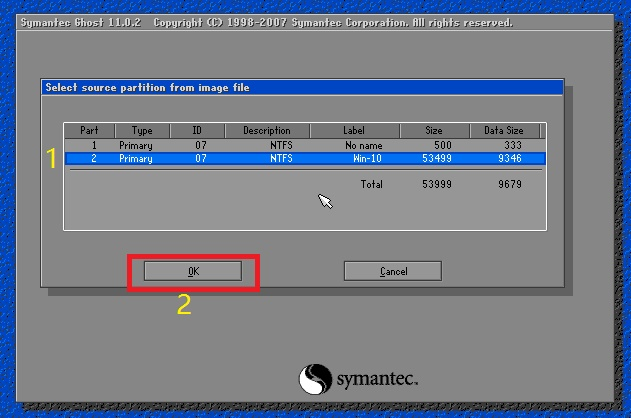 Symantec Ghost 11.0.2 Copyright (C) 1998-2007 Symantec Corporation. All rights reserved.
Select source partition from image file
Part Type ID Description Label Size Data Size
1 Primary 07 NTFS No name 500 333
1 2 Primary 07 NTFS Win-10 53499 9346
Total 53999 9679
OK Cancel
2
symantec.